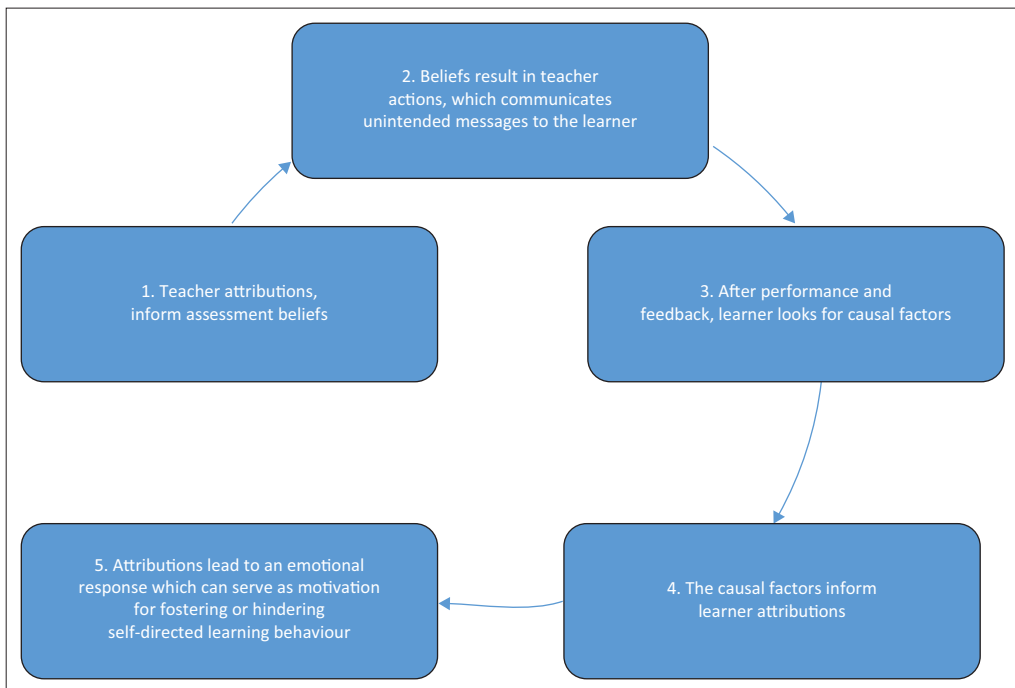 2. Beliefs result in teacher
actions, which communicates
unintended messages to the learner
1. Teacher attributions,
inform assessment beliefs
3. After performance and
feedback, learner looks for causal factors
5. Attributions lead to an emotional
response which can serve as motivation
for fostering or hindering
self-directed learning behaviour
4. The causal factors inform
learner attributions